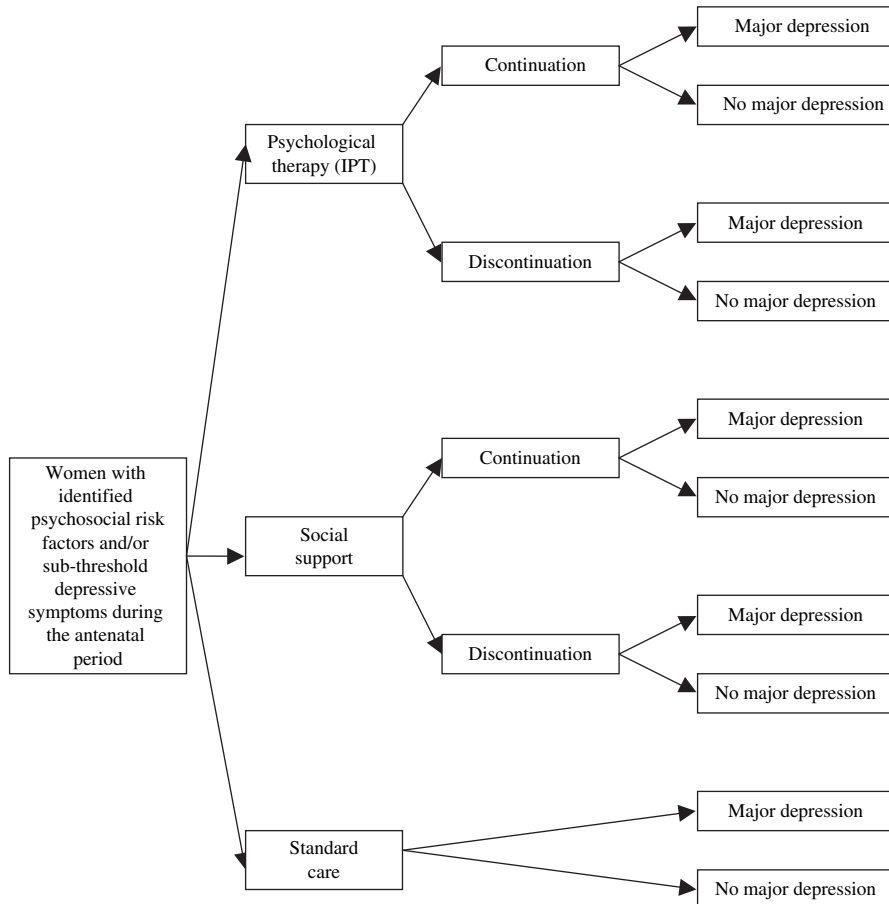 Women with
identified
psychosocial risk
factors and/or
sub-threshold
depressive
symptoms during
the antenatal
period
Psychological
therapy (IPT)
Continuation
Major depression
No major depression
Discontinuation
Major depression
No major depression
Social
support
Continuation
Major depression
No major depression
Discontinuation
Major depression
No major depression
Standard
care
Major depression
No major depression